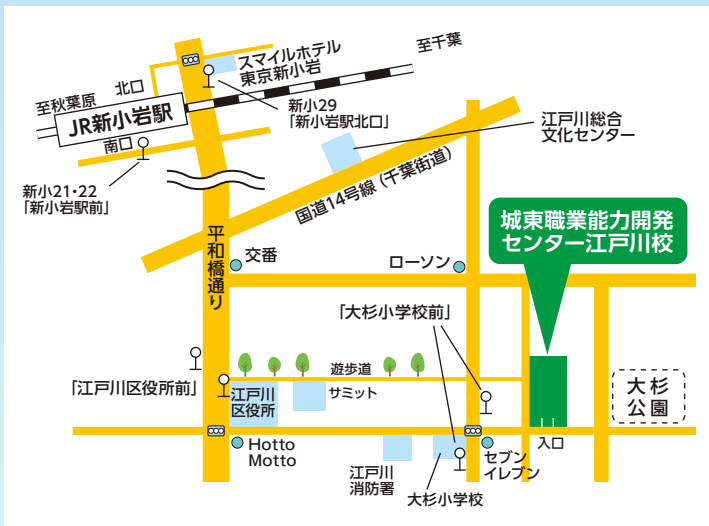 スマイルホテル
東京新小岩
至千葉
北口
至秋葉原
JR新小岩駅
南口
新小29
「新小岩駅北口」
江戸川総合
文化センター
新小21・22
「新小岩駅前」
国道14号線（千葉街道）
城東職業能力開発
センター江戸川校
平和橋通り
交番
ローソン
「大杉小学校前」
遊歩道
「江戸川区役所前」
江戸川
区役所
サミット
大杉
公園
Hotto
Motto
江戸川
消防署
大杉小学校
セブン
イレブン
入口